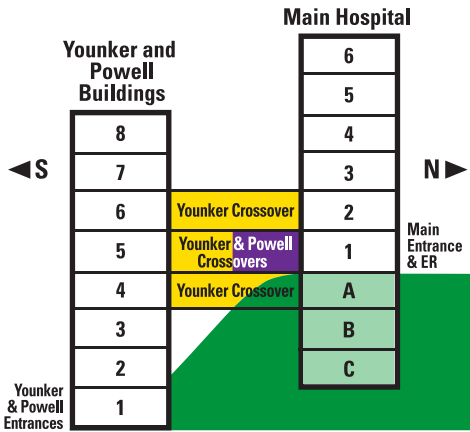 Main Hospital
Younker and
Powell
Buildings
6
5
4
3
2
1
A
B
C
8
7
6
5
4
3
2
1
◄S
N►
Younker Crossover
Younker & Powell
Crossovers
Younker Crossover
Main
Entrance
& ER
Younker
& Powell
Entrances